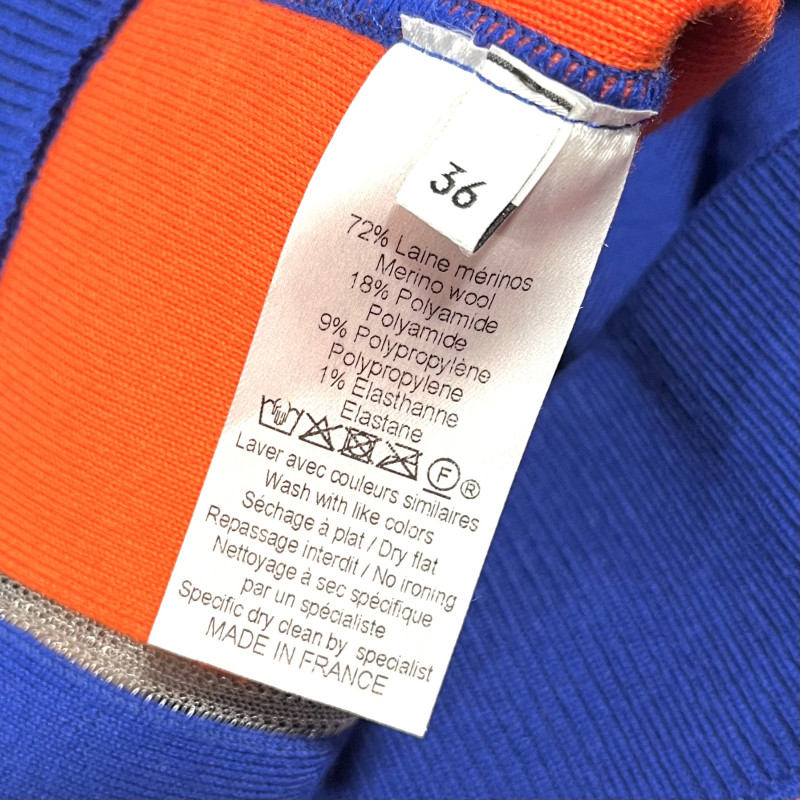 36
72% Laine mérinos
Merino wool
18% Polyamide
Polyamide
9% Polypropylène
Polypropylene
1% Elasthanne
Elastane
F ®
Laver avec couleurs similaires
Wash with like colors
Séchage à plat / Dry flat
Repassage interdit / No ironing
Nettoyage à sec spécifique
par un spécialiste
Specific dry clean by specialist
MADE IN FRANCE